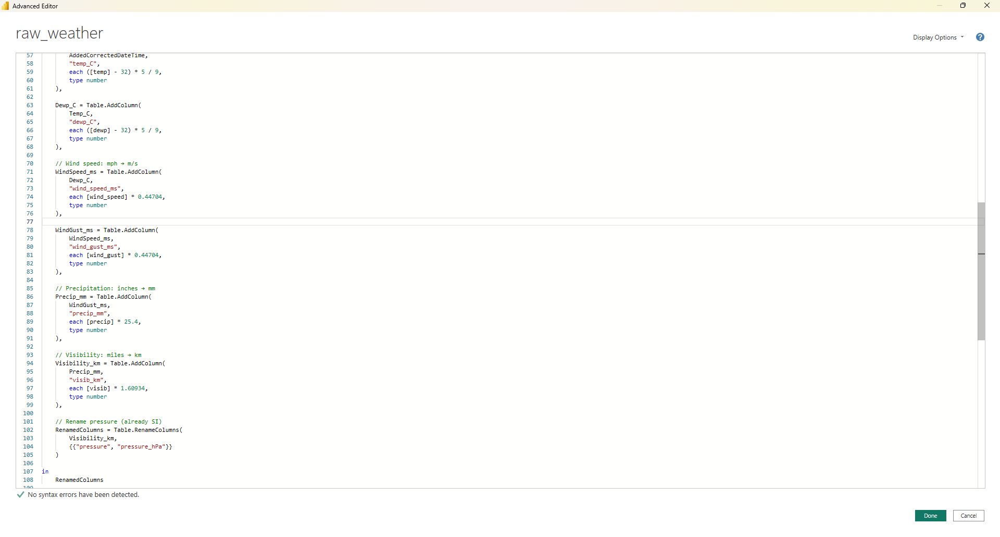 Advanced Editor
raw_weather
Display Options
?
57 AddedCorrectedDateTime,
58 "temp_C",
59 each ([temp] - 32) * 5 / 9,
60 type number
61 ),
62
63 Dewp_C = Table.AddColumn(
64 Temp_C,
65 "dewp_C",
66 each ([dewp] - 32) * 5 / 9,
67 type number
68 ),
69
70 // Wind speed: mph → m/s
71 WindSpeed_ms = Table.AddColumn(
72 Dewp_C,
73 "wind_speed_ms",
74 each [wind_speed] * 0.44704,
75 type number
76 ),
77
78 WindGust_ms = Table.AddColumn(
79 WindSpeed_ms,
80 "wind_gust_ms",
81 each [wind_gust] * 0.44704,
82 type number
83 ),
84
85 // Precipitation: inches → mm
86 Precip_mm = Table.AddColumn(
87 WindGust_ms,
88 "precip_mm",
89 each [precip] * 25.4,
90 type number
91 ),
92
93 // Visibility: miles → km
94 Visibility_km = Table.AddColumn(
95 Precip_mm,
96 "visib_km",
97 each [visib] * 1.60934,
98 type number
99 ),
100
101 // Rename pressure (already SI)
102 RenamedColumns = Table.RenameColumns(
103 Visibility_km,
104 {{"pressure", "pressure_hPa"}}
105 )
106
107 in
108 RenamedColumns
109
No syntax errors have been detected.
Done
Cancel